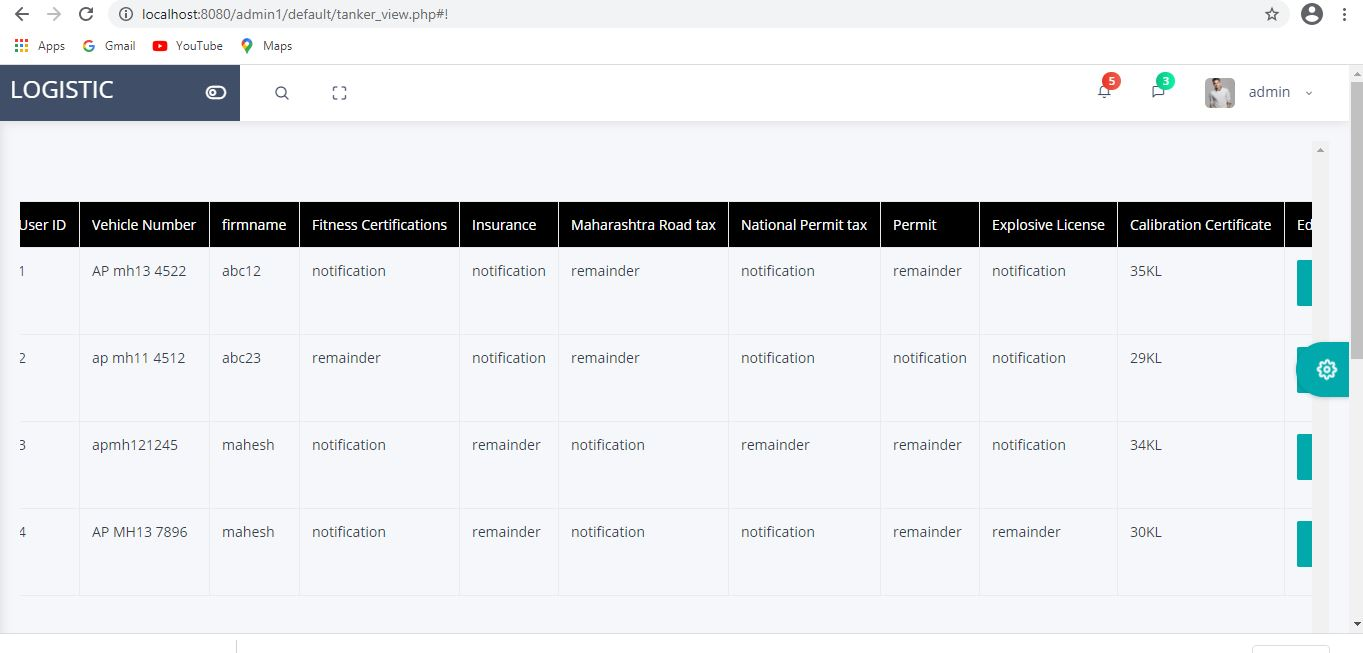 localhost:8080/admin1/default/tanker_view.php#!
Apps Gmail YouTube Maps
LOGISTIC 5 3 admin
User ID Vehicle Number firmname Fitness Certifications Insurance Maharashtra Road tax National Permit tax Permit Explosive License Calibration Certificate Ed
1 AP mh13 4522 abc12 notification notification remainder notification remainder notification 35KL
2 ap mh11 4512 abc23 remainder notification remainder notification notification notification 29KL
3 apmh121245 mahesh notification remainder notification remainder remainder notification 34KL
4 AP MH13 7896 mahesh notification remainder notification notification remainder remainder 30KL